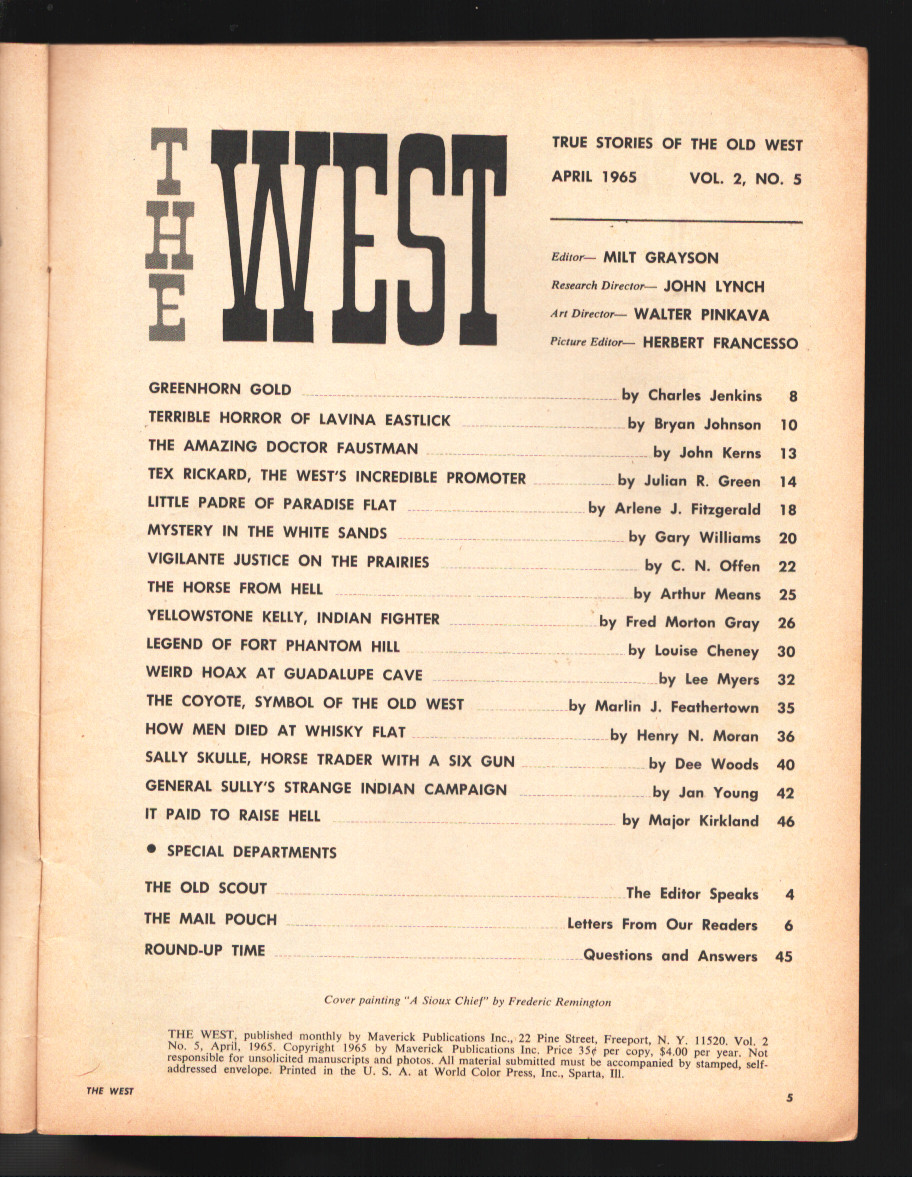 THE WEST
TRUE STORIES OF THE OLD WEST
APRIL 1965 VOL. 2, NO. 5
Editor— MILT GRAYSON
Research Director— JOHN LYNCH
Art Director— WALTER PINKAVA
Picture Editor— HERBERT FRANCESSO
GREENHORN GOLD by Charles Jenkins 8
TERRIBLE HORROR OF LAVINA EASTLICK by Bryan Johnson 10
THE AMAZING DOCTOR FAUSTMAN by John Kerns 13
TEX RICKARD, THE WEST'S INCREDIBLE PROMOTER by Julian R. Green 14
LITTLE PADRE OF PARADISE FLAT by Arlene J. Fitzgerald 18
MYSTERY IN THE WHITE SANDS by Gary Williams 20
VIGILANTE JUSTICE ON THE PRAIRIES by C. N. Offen 22
THE HORSE FROM HELL by Arthur Means 25
YELLOWSTONE KELLY, INDIAN FIGHTER by Fred Morton Gray 26
LEGEND OF FORT PHANTOM HILL by Louise Cheney 30
WEIRD HOAX AT GUADALUPE CAVE by Lee Myers 32
THE COYOTE, SYMBOL OF THE OLD WEST by Marlin J. Feathertown 35
HOW MEN DIED AT WHISKY FLAT by Henry N. Moran 36
SALLY SKULLE, HORSE TRADER WITH A SIX GUN by Dee Woods 40
GENERAL SULLY'S STRANGE INDIAN CAMPAIGN by Jan Young 42
IT PAID TO RAISE HELL by Major Kirkland 46
• SPECIAL DEPARTMENTS
THE OLD SCOUT The Editor Speaks 4
THE MAIL POUCH Letters From Our Readers 6
ROUND-UP TIME Questions and Answers 45
Cover painting "A Sioux Chief" by Frederic Remington
THE WEST, published monthly by Maverick Publications Inc., 22 Pine Street, Freeport, N. Y. 11520. Vol. 2
No. 5, April, 1965. Copyright 1965 by Maverick Publications Inc. Price 35¢ per copy, $4.00 per year. Not
responsible for unsolicited manuscripts and photos. All material submitted must be accompanied by stamped, self-
addressed envelope. Printed in the U. S. A. at World Color Press, Inc., Sparta, Ill.
THE WEST 5